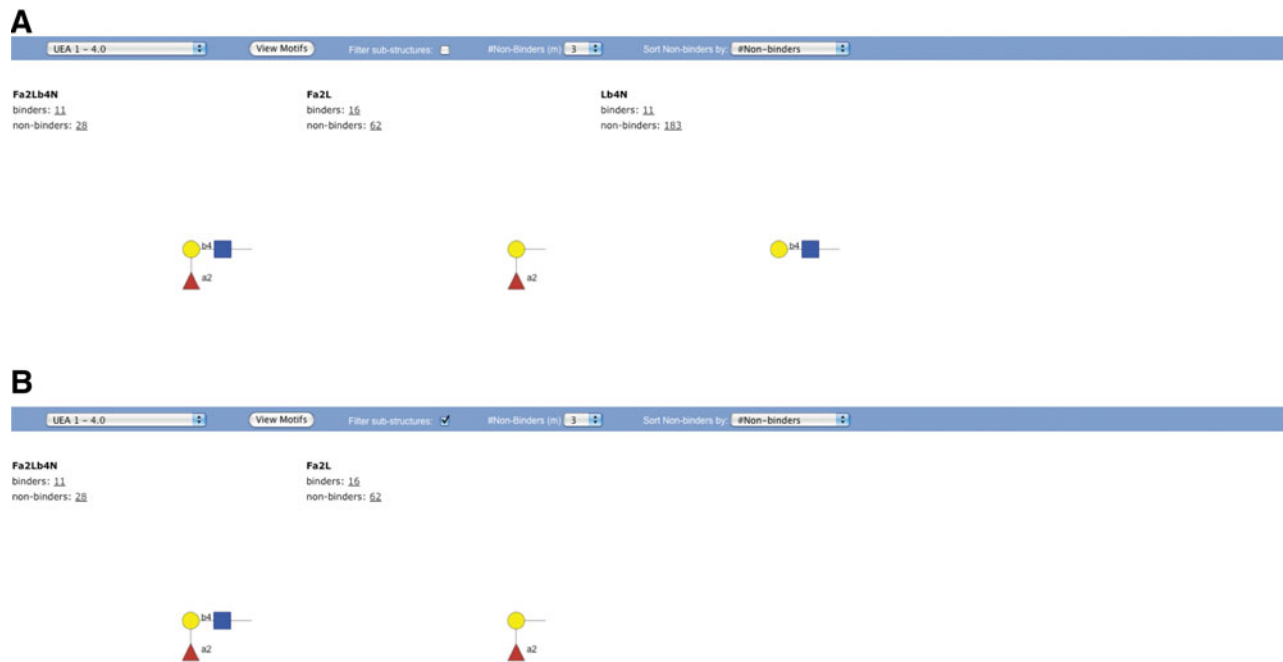 A
UEA 1 - 4.0 View Motifs Filter sub-structures: #Non-Binders (m) 3 Sort Non-binders by: #Non-binders
Fa2Lb4N Fa2L Lb4N
binders: 11 binders: 16 binders: 11
non-binders: 28 non-binders: 62 non-binders: 183
b4 b4
a2 a2
B
UEA 1 - 4.0 View Motifs Filter sub-structures: #Non-Binders (m) 3 Sort Non-binders by: #Non-binders
Fa2Lb4N Fa2L
binders: 11 binders: 16
non-binders: 28 non-binders: 62
b4
a2 a2